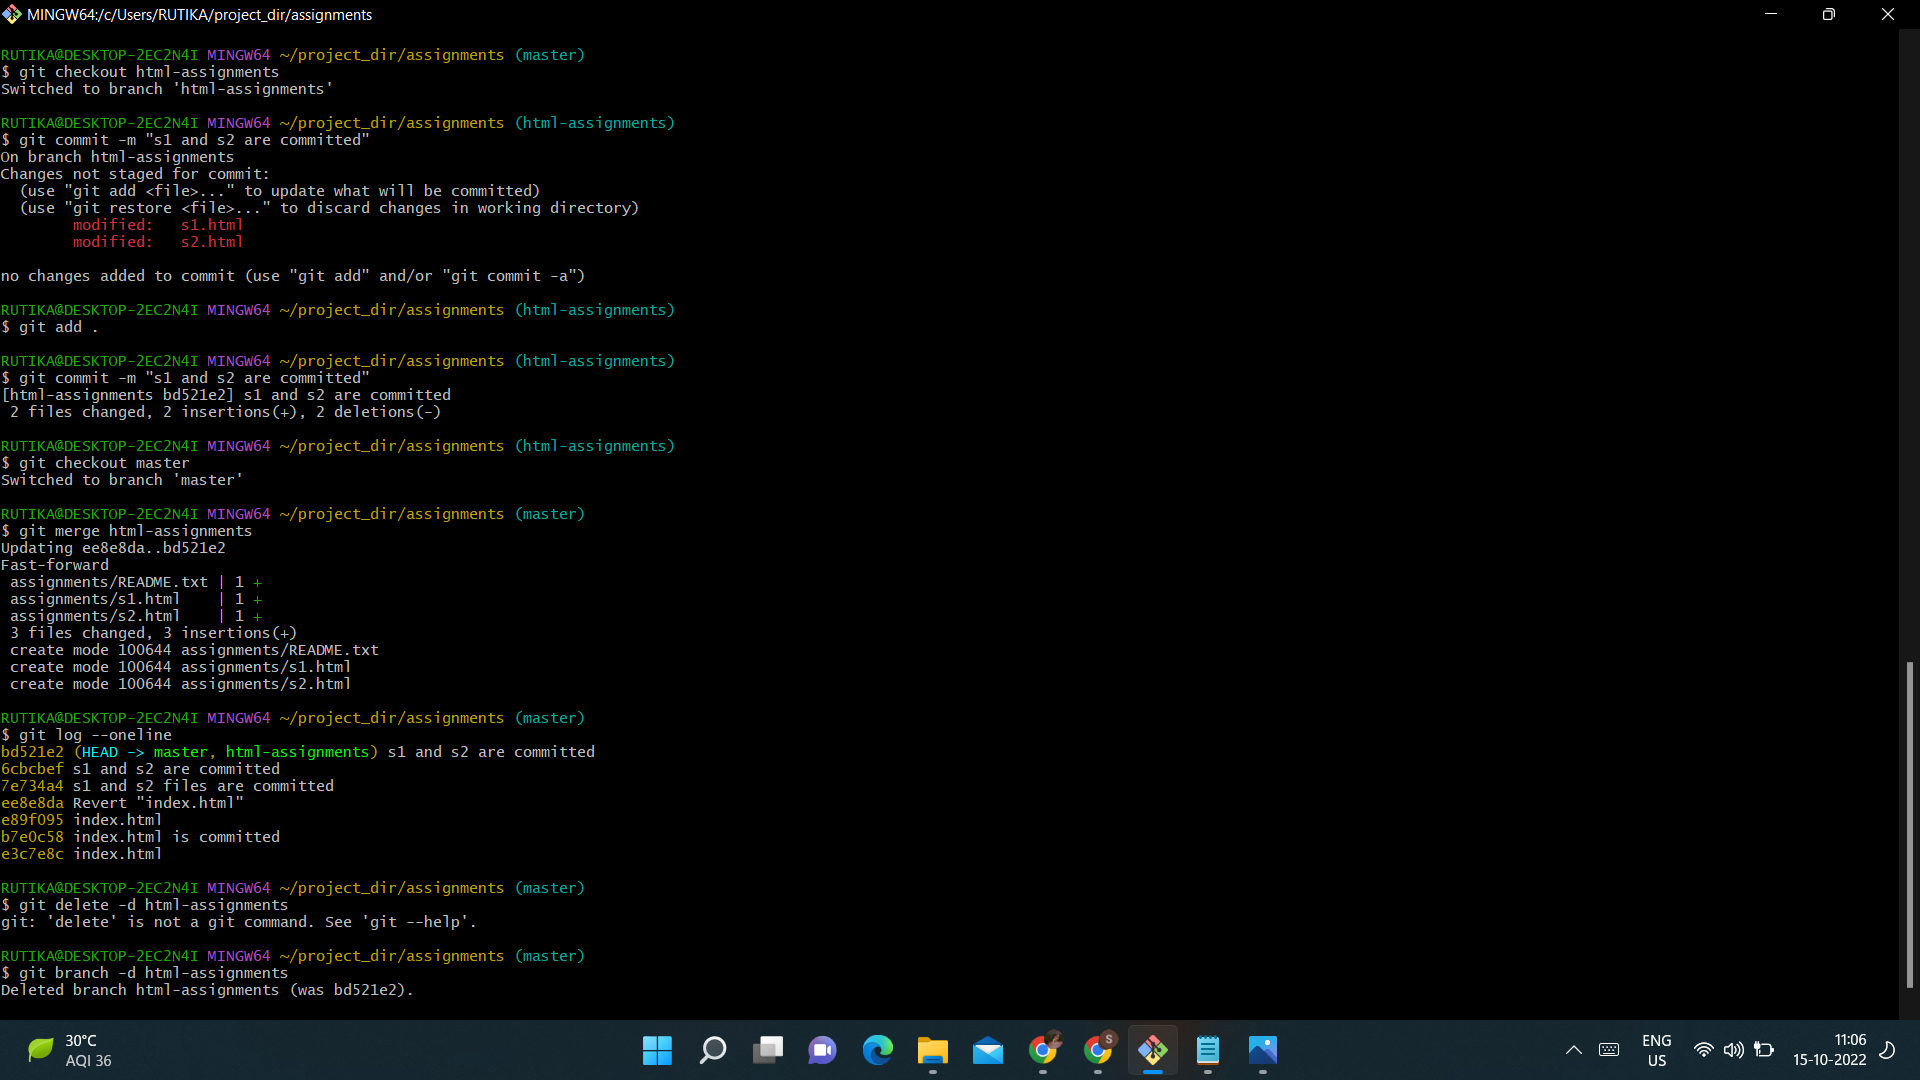 MINGW64:/c/Users/RUTIKA/project_dir/assignments
RUTIKA@DESKTOP-2EC2N4I MINGW64 ~/project_dir/assignments (master)
$ git checkout html-assignments
Switched to branch 'html-assignments'
RUTIKA@DESKTOP-2EC2N4I MINGW64 ~/project_dir/assignments (html-assignments)
$ git commit -m "s1 and s2 are committed"
On branch html-assignments
Changes not staged for commit:
  (use "git add <file>..." to update what will be committed)
  (use "git restore <file>..." to discard changes in working directory)
        modified:   s1.html
        modified:   s2.html
no changes added to commit (use "git add" and/or "git commit -a")
RUTIKA@DESKTOP-2EC2N4I MINGW64 ~/project_dir/assignments (html-assignments)
$ git add .
RUTIKA@DESKTOP-2EC2N4I MINGW64 ~/project_dir/assignments (html-assignments)
$ git commit -m "s1 and s2 are committed"
[html-assignments bd521e2] s1 and s2 are committed
 2 files changed, 2 insertions(+), 2 deletions(-)
RUTIKA@DESKTOP-2EC2N4I MINGW64 ~/project_dir/assignments (html-assignments)
$ git checkout master
Switched to branch 'master'
RUTIKA@DESKTOP-2EC2N4I MINGW64 ~/project_dir/assignments (master)
$ git merge html-assignments
Updating ee8e8da..bd521e2
Fast-forward
 assignments/README.txt | 1 +
 assignments/s1.html    | 1 +
 assignments/s2.html    | 1 +
 3 files changed, 3 insertions(+)
 create mode 100644 assignments/README.txt
 create mode 100644 assignments/s1.html
 create mode 100644 assignments/s2.html
RUTIKA@DESKTOP-2EC2N4I MINGW64 ~/project_dir/assignments (master)
$ git log --oneline
bd521e2 (HEAD -> master, html-assignments) s1 and s2 are committed
6cbcbef s1 and s2 are committed
7e734a4 s1 and s2 files are committed
ee8e8da Revert "index.html"
e89f095 index.html
b7e0c58 index.html is committed
e3c7e8c index.html
RUTIKA@DESKTOP-2EC2N4I MINGW64 ~/project_dir/assignments (master)
$ git delete -d html-assignments
git: 'delete' is not a git command. See 'git --help'.
RUTIKA@DESKTOP-2EC2N4I MINGW64 ~/project_dir/assignments (master)
$ git branch -d html-assignments
Deleted branch html-assignments (was bd521e2).
30°C
AQI 36
S
ENG
US
11:06
15-10-2022